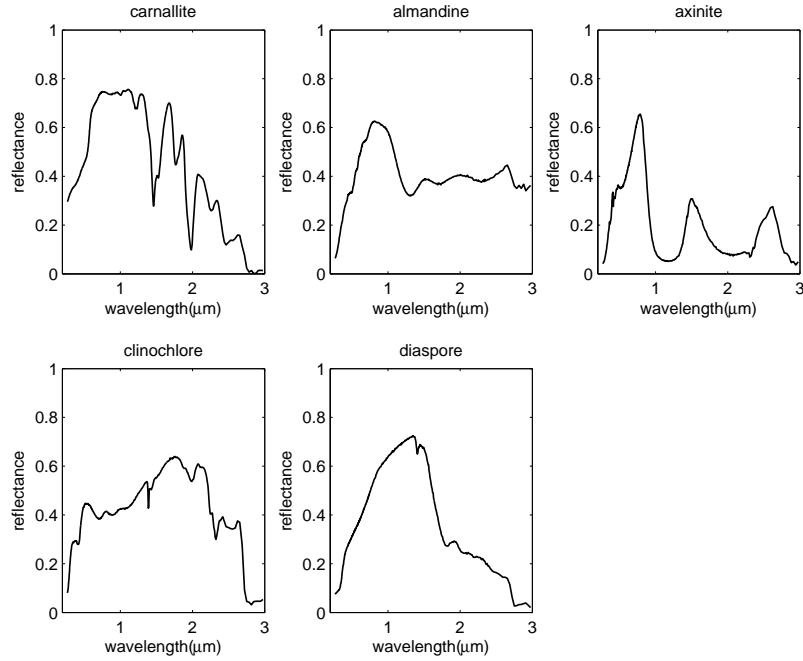 carnallite
1
0.8
0.6
0.4
0.2
0
reflectance
1 2 3
wavelength(μm)
almandine
1
0.8
0.6
0.4
0.2
0
reflectance
1 2 3
wavelength(μm)
axinite
1
0.8
0.6
0.4
0.2
0
reflectance
1 2 3
wavelength(μm)
clinochlore
1
0.8
0.6
0.4
0.2
0
reflectance
1 2 3
wavelength(μm)
diaspore
1
0.8
0.6
0.4
0.2
0
reflectance
1 2 3
wavelength(μm)